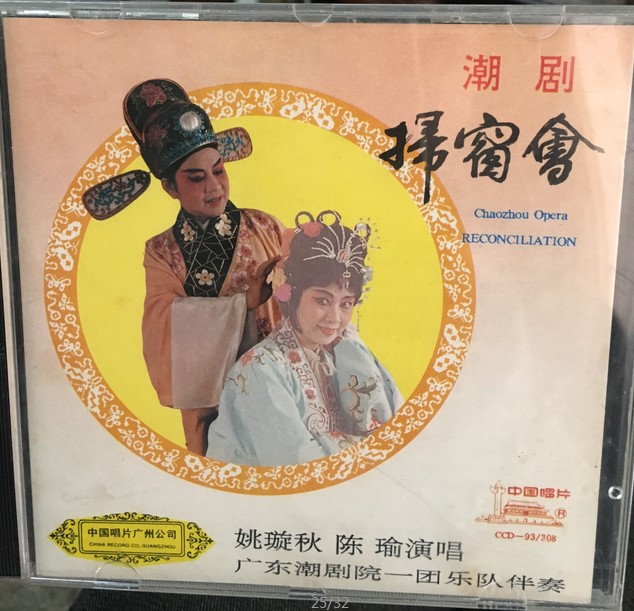 潮剧
掃窗會
Chaozhou Opera
RECONCILIATION
中国唱片
R
CCD-93/308
中国唱片广州公司
CHINA RECORD CO. GUANGZHOU
姚璇秋 陈 瑜演唱
广东潮剧院一团乐队伴奏
25/32